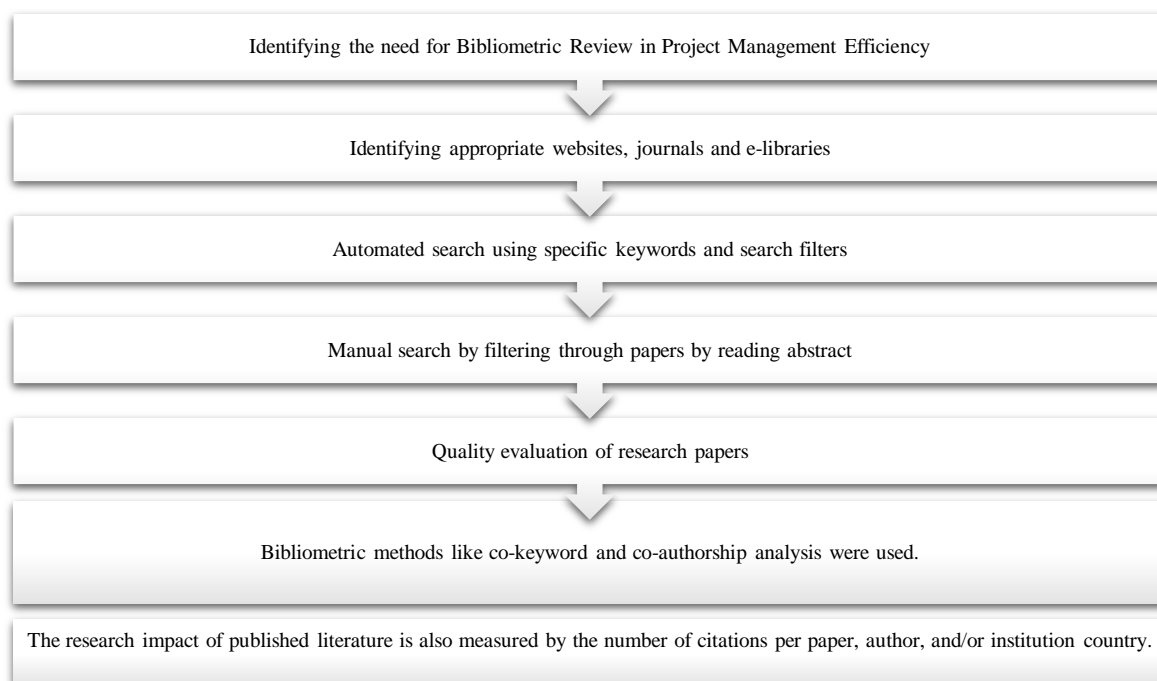 Identifying the need for Bibliometric Review in Project Management Efficiency
Identifying appropriate websites, journals and e-libraries
Automated search using specific keywords and search filters
Manual search by filtering through papers by reading abstract
Quality evaluation of research papers
Bibliometric methods like co-keyword and co-authorship analysis were used.
The research impact of published literature is also measured by the number of citations per paper, author, and/or institution country.